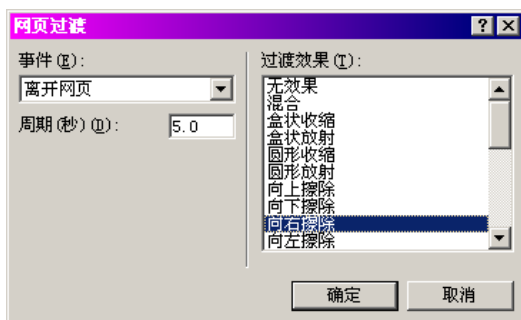 网页过渡
事件(E):
离开网页
周期(秒)(D):
5.0
过渡效果(T):
无效果
混合
盒状收缩
盒状放射
圆形收缩
圆形放射
向上擦除
向下擦除
向右擦除
向左擦除
确定
取消